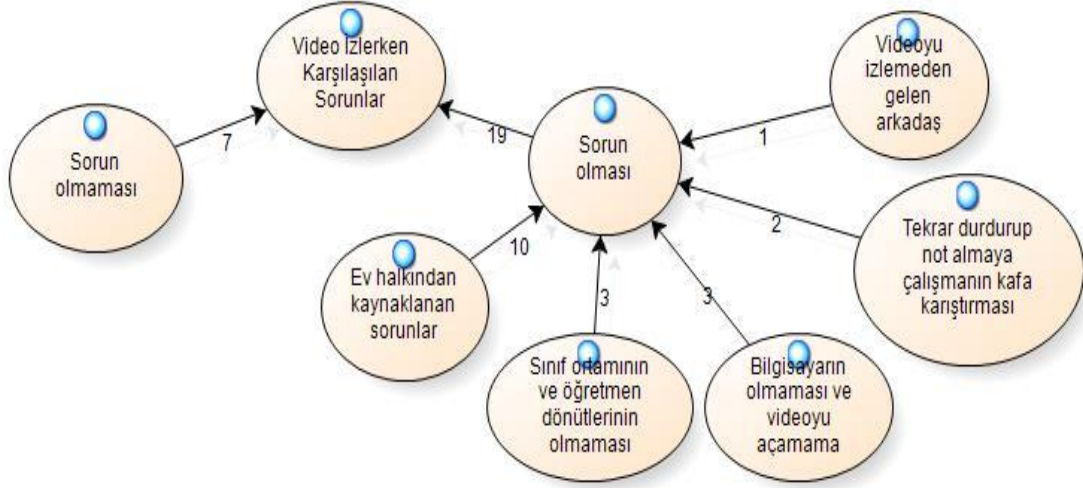 Video İzlerken
Karşılaşılan
Sorunlar
Videoyu
izlemeden
gelen
arkadaş
Sorun
olmaması
7
19
Sorun
olması
1
2
Tekrar durdurup
not almaya
çalışmanın kafa
karıştırması
Ev halkından
kaynaklanan
sorunlar
10
3
3
Sınıf ortamının
ve öğretmen
dönütlerinin
olmaması
Bilgisayarın
olmaması ve
videoyu
açamama